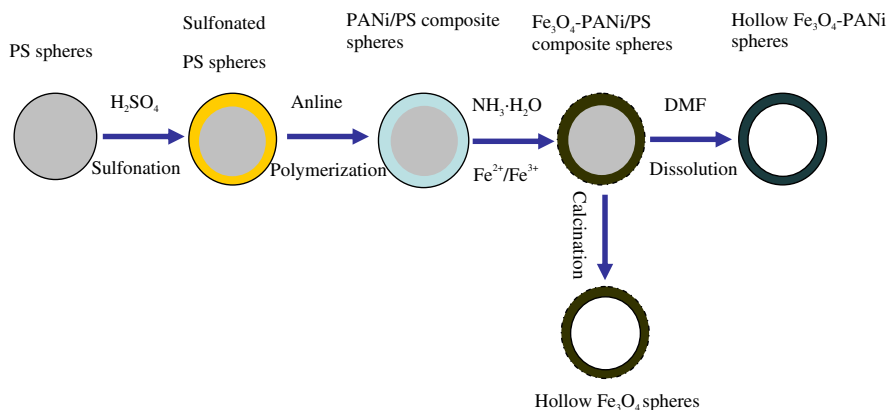 PS spheres
Sulfonated
PS spheres
PANi/PS composite
spheres
Fe₃O₄-PANi/PS
composite spheres
Hollow Fe₃O₄-PANi
spheres
H₂SO₄
Sulfonation
Anline
Polymerization
NH₃·H₂O
Fe²⁺/Fe³⁺
DMF
Dissolution
Calcination
Hollow Fe₃O₄ spheres